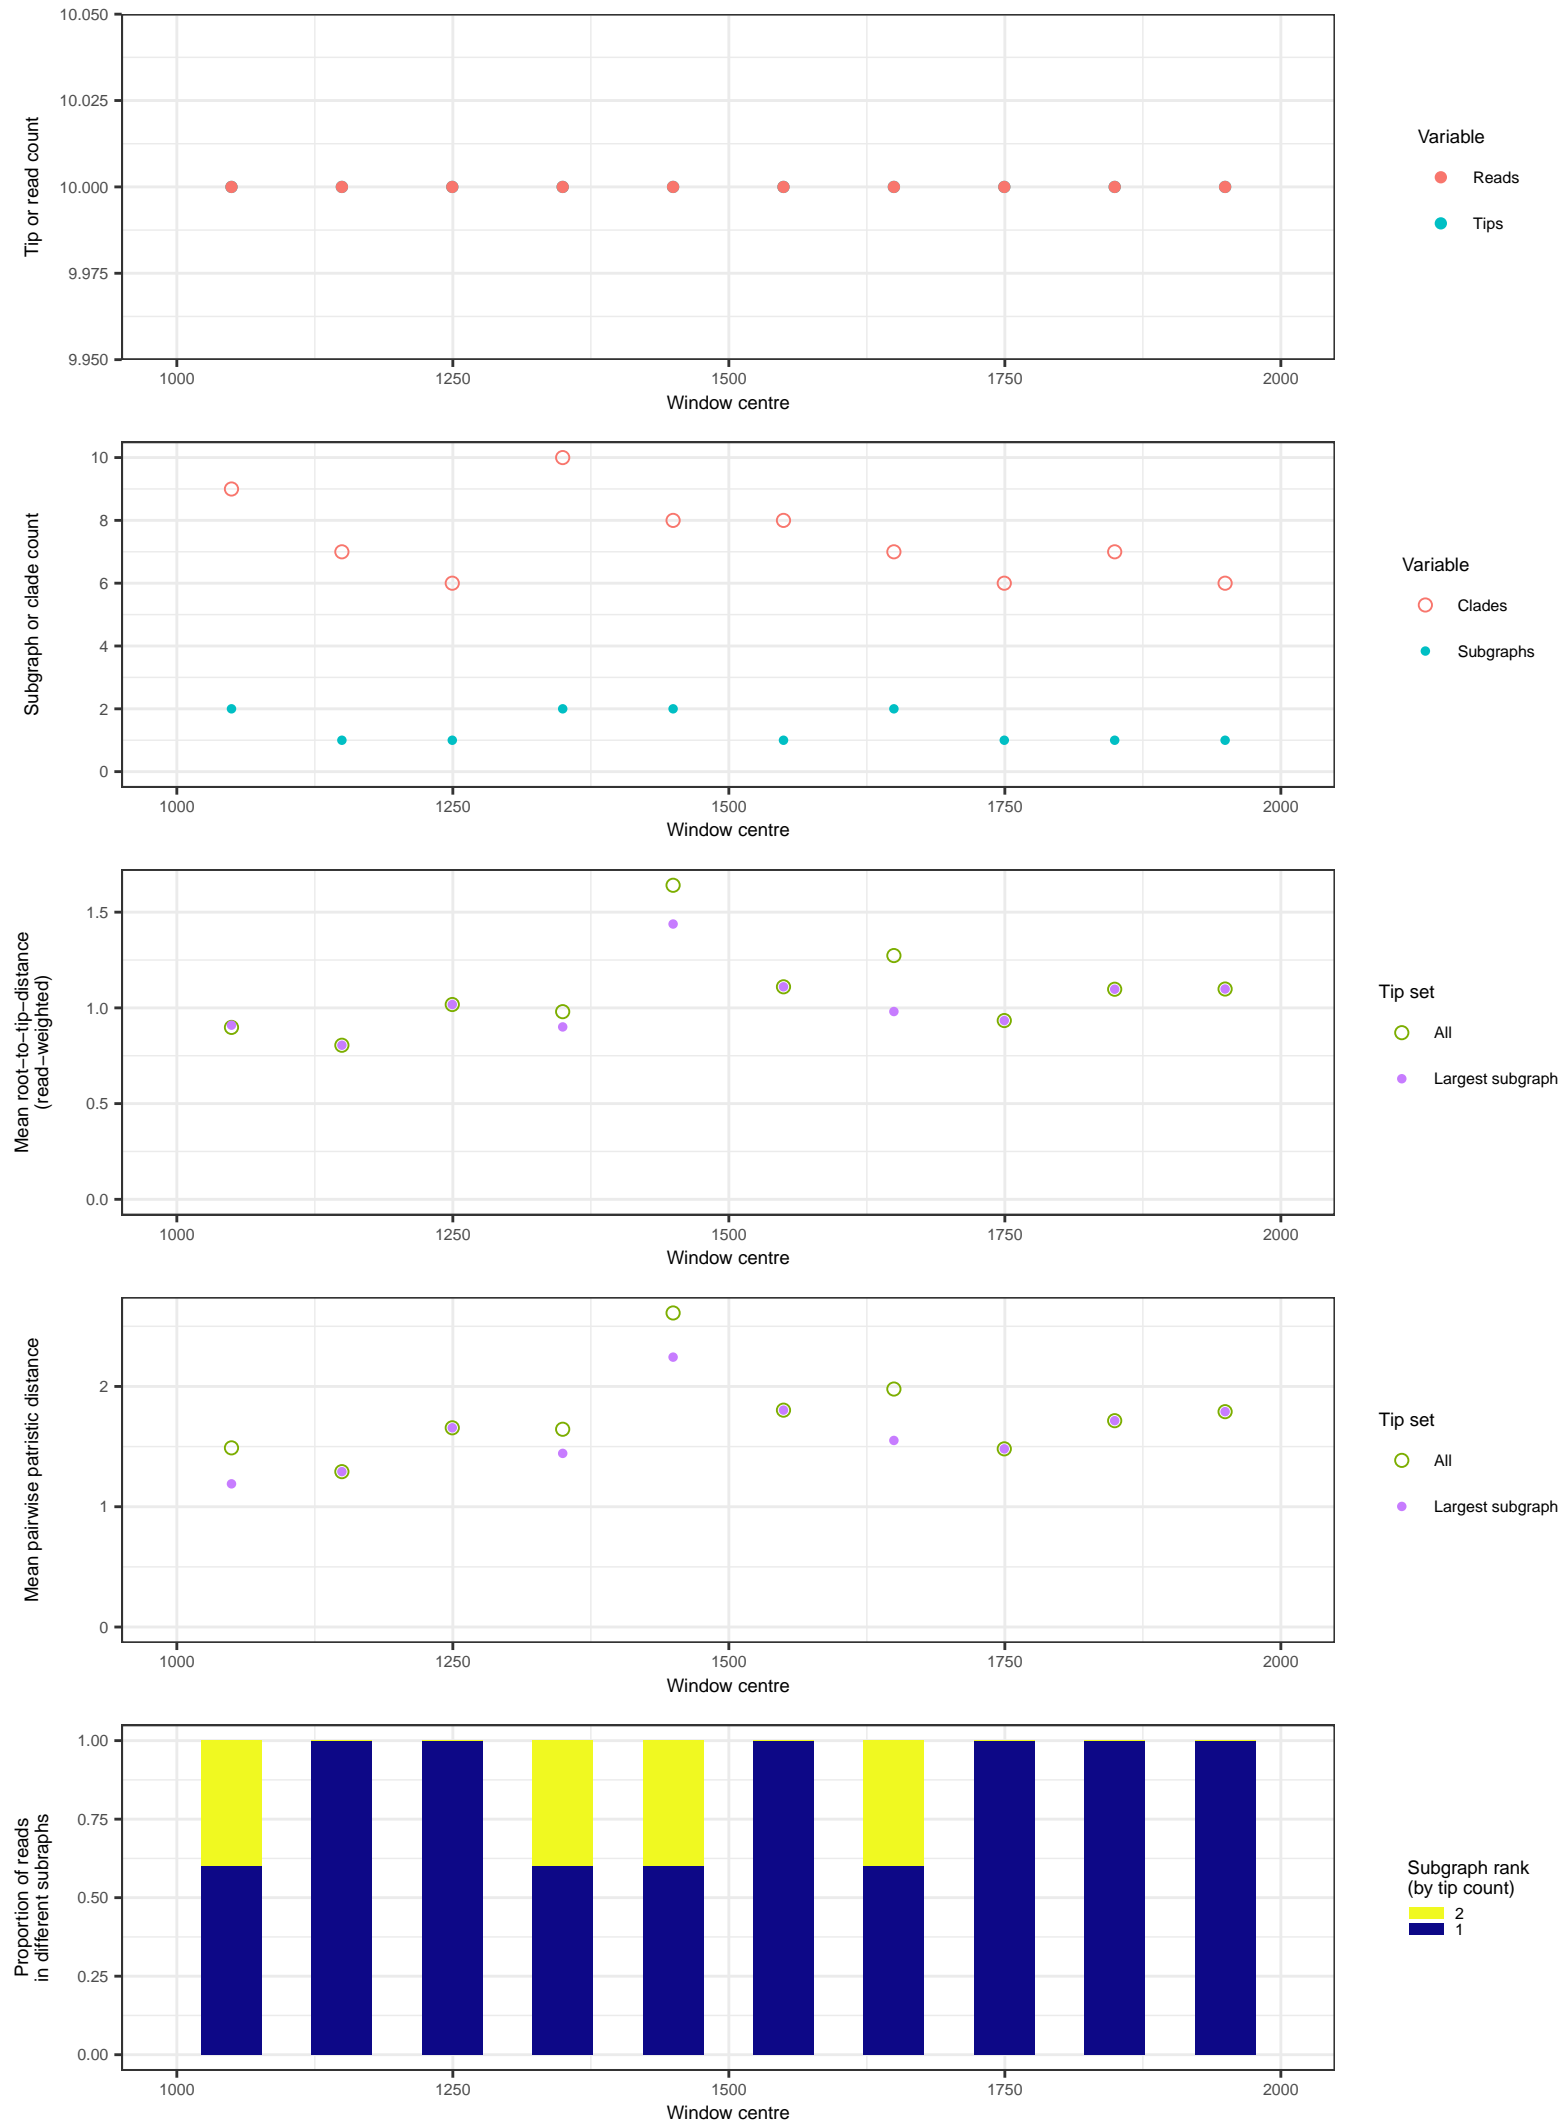 10.050
10.025
10.000
9.975
9.950
Tip or read count
1000 1250 1500 1750 2000
Window centre
Variable
Reads
Tips
10
8
6
4
2
0
Subgraph or clade count
1000 1250 1500 1750 2000
Window centre
Variable
Clades
Subgraphs
1.5
1.0
0.5
0.0
Mean root−to−tip−distance
(read−weighted)
1000 1250 1500 1750 2000
Window centre
Tip set
All
Largest subgraph
2
1
0
Mean pairwise patristic distance
1000 1250 1500 1750 2000
Window centre
Tip set
All
Largest subgraph
1.00
0.75
0.50
0.25
0.00
Proportion of reads
in different subraphs
1000 1250 1500 1750 2000
Window centre
Subgraph rank
(by tip count)
2
1